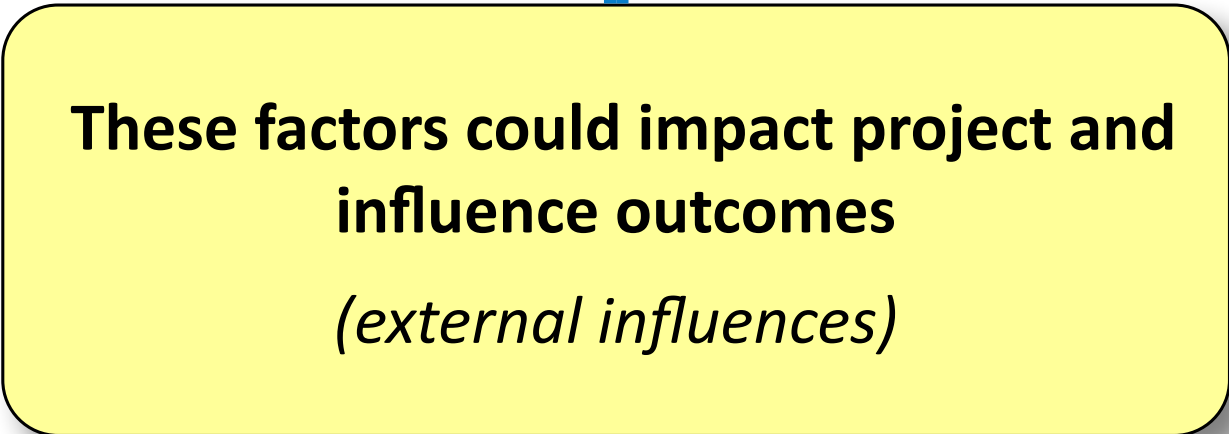 These factors could impact project and
influence outcomes
(external influences)